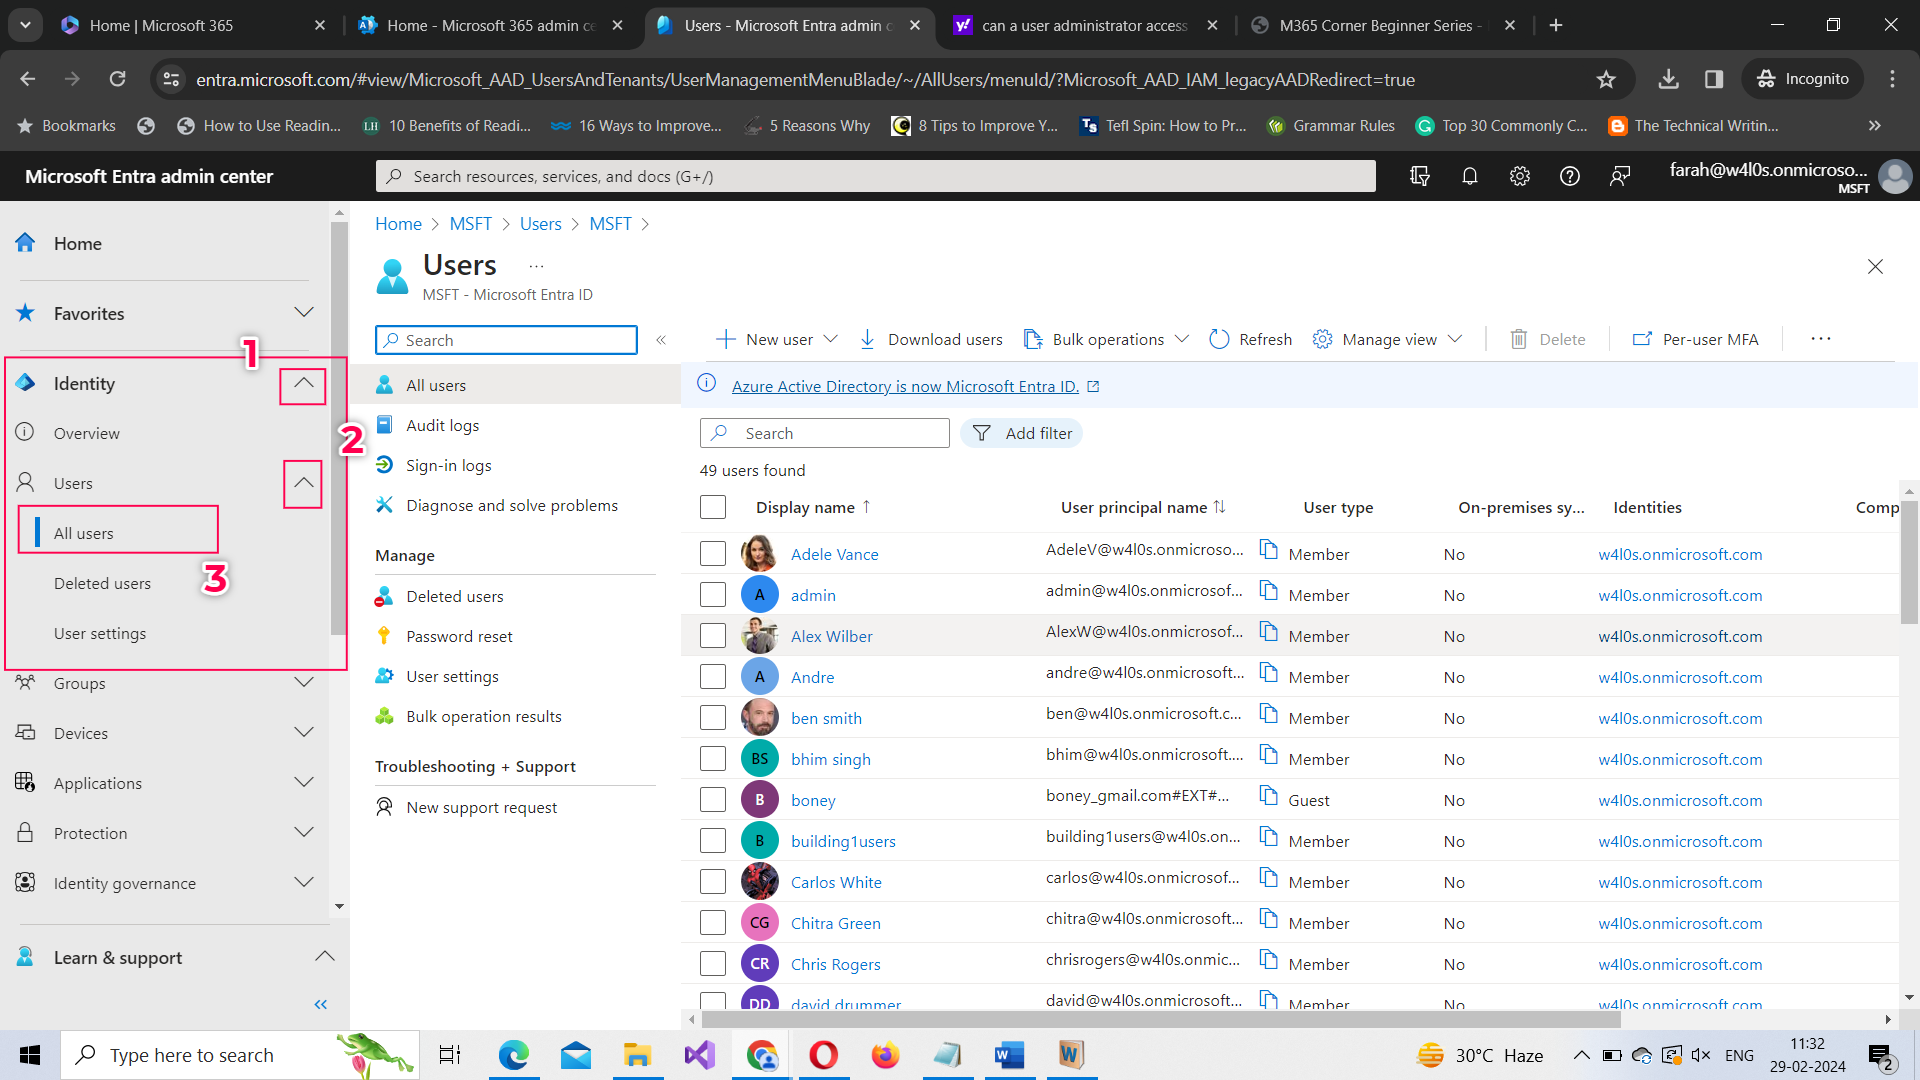 Home | Microsoft 365
Home - Microsoft 365 admin ce
Users - Microsoft Entra admin c
can a user administrator access
M365 Corner Beginner Series -
entra.microsoft.com/#view/Microsoft_AAD_UsersAndTenants/UserManagementMenuBlade/~/AllUsers/menuId/?Microsoft_AAD_IAM_legacyAADRedirect=true
Incognito
Bookmarks
How to Use Readin...
LH 10 Benefits of Readi...
16 Ways to Improve...
5 Reasons Why
8 Tips to Improve Y...
Ts Tefl Spin: How to Pr...
Grammar Rules
Top 30 Commonly C...
The Technical Writin...
Microsoft Entra admin center
Search resources, services, and docs (G+/)
farah@w4l0s.onmicroso...
MSFT
Home
Favorites
1
Identity
Overview
2
Users
All users
3
Deleted users
User settings
Groups
Devices
Applications
Protection
Identity governance
Learn & support
Home > MSFT > Users > MSFT >
Users ...
MSFT - Microsoft Entra ID
Search
All users
Audit logs
Sign-in logs
Diagnose and solve problems
Manage
Deleted users
Password reset
User settings
Bulk operation results
Troubleshooting + Support
New support request
New user
Download users
Bulk operations
Refresh
Manage view
Delete
Per-user MFA
...
Azure Active Directory is now Microsoft Entra ID.
Search
Add filter
49 users found
Display name ↑ User principal name ↑↓ User type On-premises sy... Identities Comp
Adele Vance AdeleV@w4l0s.onmicroso... Member No w4l0s.onmicrosoft.com
A admin admin@w4l0s.onmicrosof... Member No w4l0s.onmicrosoft.com
Alex Wilber AlexW@w4l0s.onmicrosof... Member No w4l0s.onmicrosoft.com
A Andre andre@w4l0s.onmicrosoft... Member No w4l0s.onmicrosoft.com
ben smith ben@w4l0s.onmicrosoft.c... Member No w4l0s.onmicrosoft.com
BS bhim singh bhim@w4l0s.onmicrosoft.... Member No w4l0s.onmicrosoft.com
B boney boney_gmail.com#EXT#... Guest No w4l0s.onmicrosoft.com
B building1users building1users@w4l0s.on... Member No w4l0s.onmicrosoft.com
Carlos White carlos@w4l0s.onmicrosof... Member No w4l0s.onmicrosoft.com
CG Chitra Green chitra@w4l0s.onmicrosoft... Member No w4l0s.onmicrosoft.com
CR Chris Rogers chrisrogers@w4l0s.onmic... Member No w4l0s.onmicrosoft.com
DD david drummer david@w4l0s.onmicrosoft... Member No w4l0s.onmicrosoft.com
Type here to search
30°C Haze
ENG
11:32
29-02-2024
2